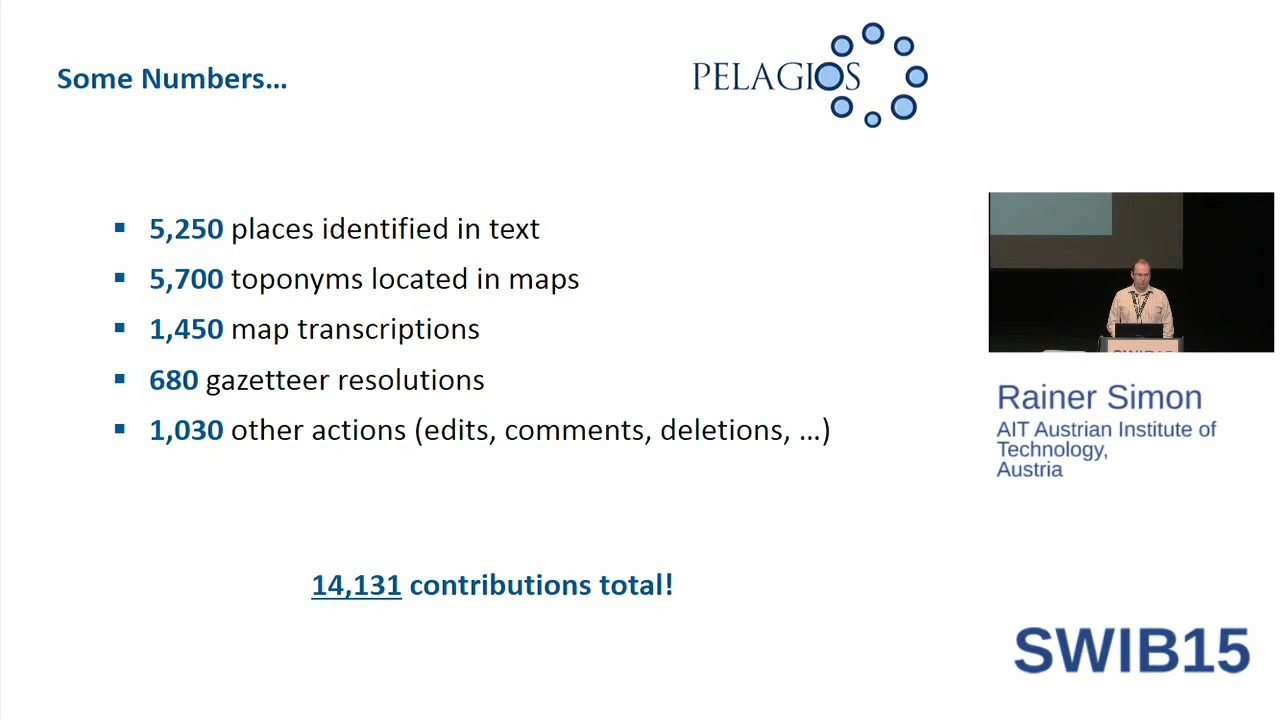 Some Numbers...
PELAGIOS
▪ 5,250 places identified in text
▪ 5,700 toponyms located in maps
▪ 1,450 map transcriptions
▪ 680 gazetteer resolutions
▪ 1,030 other actions (edits, comments, deletions, ...)
14,131 contributions total!
SWIB15
Rainer Simon
AIT Austrian Institute of
Technology,
Austria
SWIB15